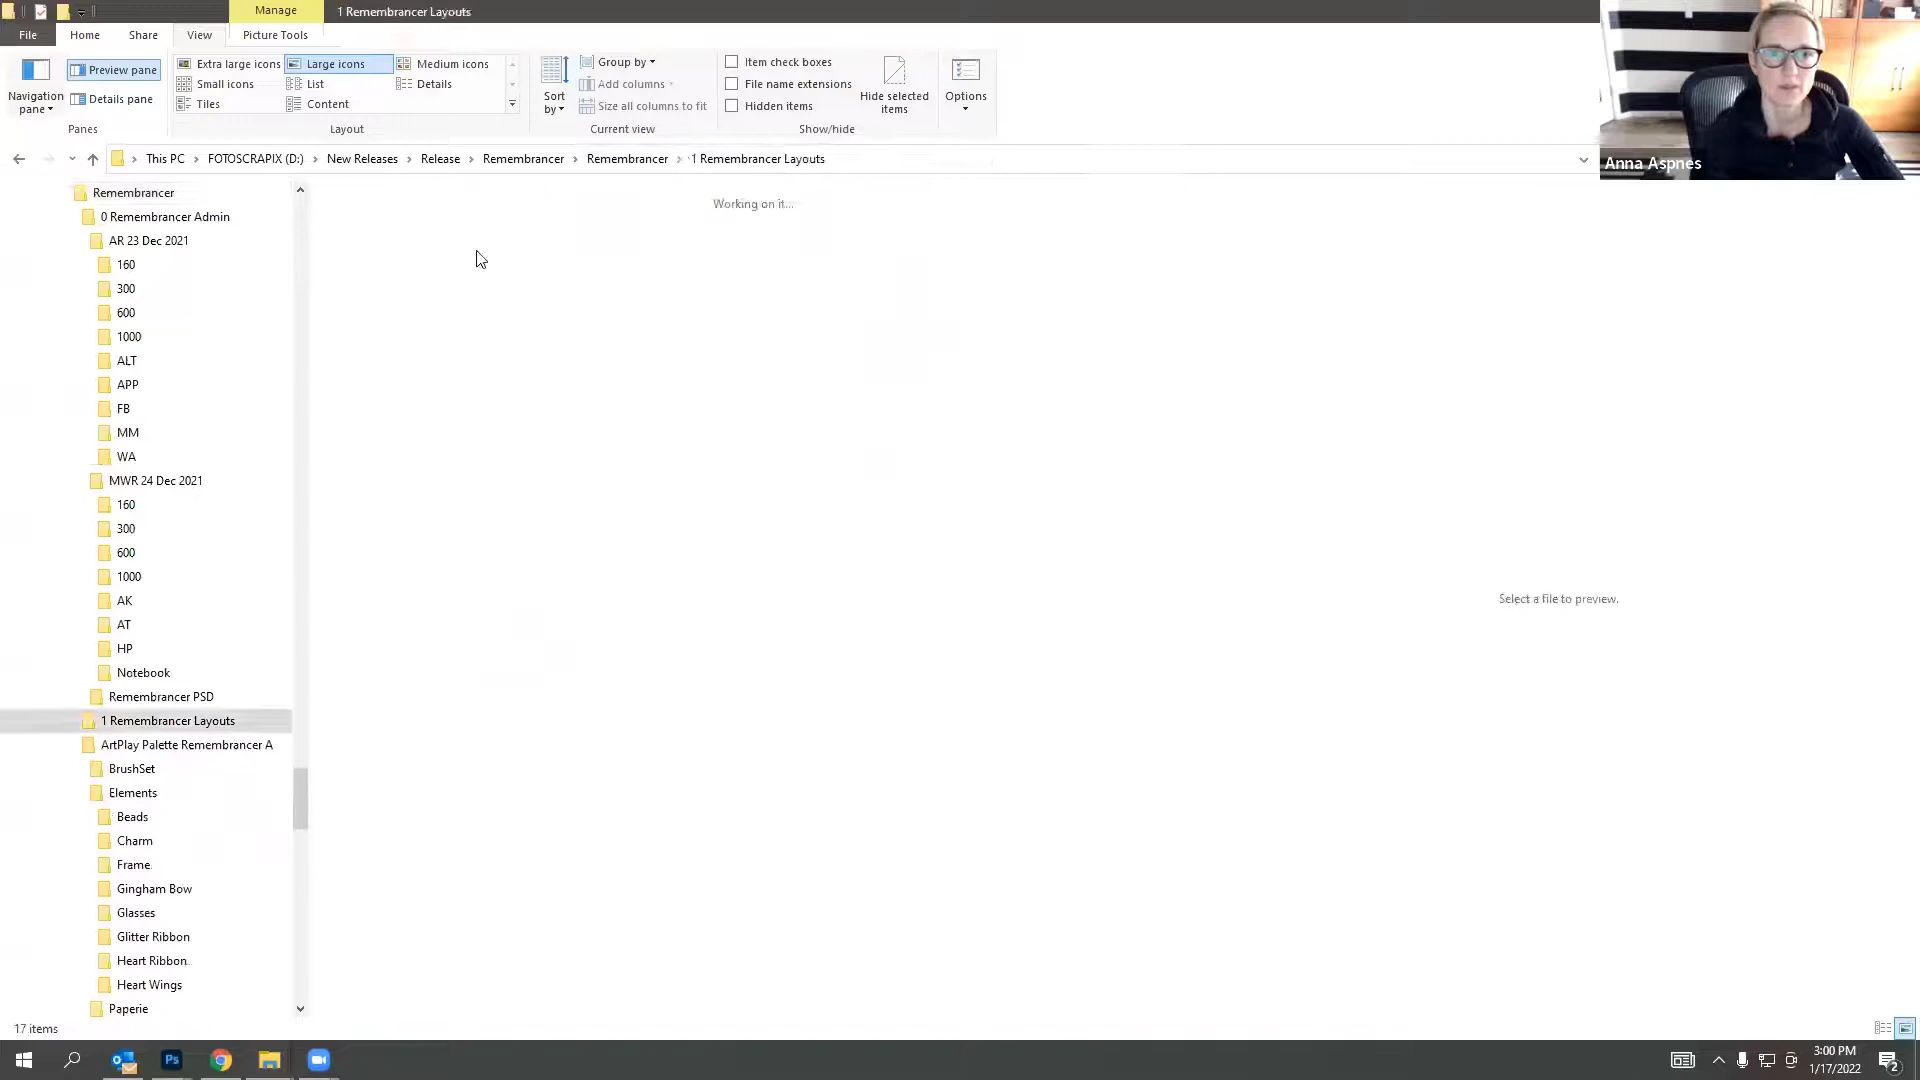 Manage
1 Remembrancer Layouts
File
Home
Share
View
Picture Tools
Navigation pane
Preview pane
Details pane
Panes
Extra large icons
Large icons
Medium icons
Small icons
List
Details
Tiles
Content
Layout
Sort by
Group by
Add columns
Size all columns to fit
Current view
Item check boxes
File name extensions
Hidden items
Hide selected items
Show/hide
Options
This PC
FOTOSCRAPIX (D:)
New Releases
Release
Remembrancer
Remembrancer
1 Remembrancer Layouts
Anna Aspnes
Remembrancer
0 Remembrancer Admin
AR 23 Dec 2021
160
300
600
1000
ALT
APP
FB
MM
WA
MWR 24 Dec 2021
160
300
600
1000
AK
AT
HP
Notebook
Remembrancer PSD
1 Remembrancer Layouts
ArtPlay Palette Remembrancer A
BrushSet
Elements
Beads
Charm
Frame
Gingham Bow
Glasses
Glitter Ribbon
Heart Ribbon
Heart Wings
Paperie
Working on it...
Select a file to preview.
17 items
Ps
3:00 PM
1/17/2022
2